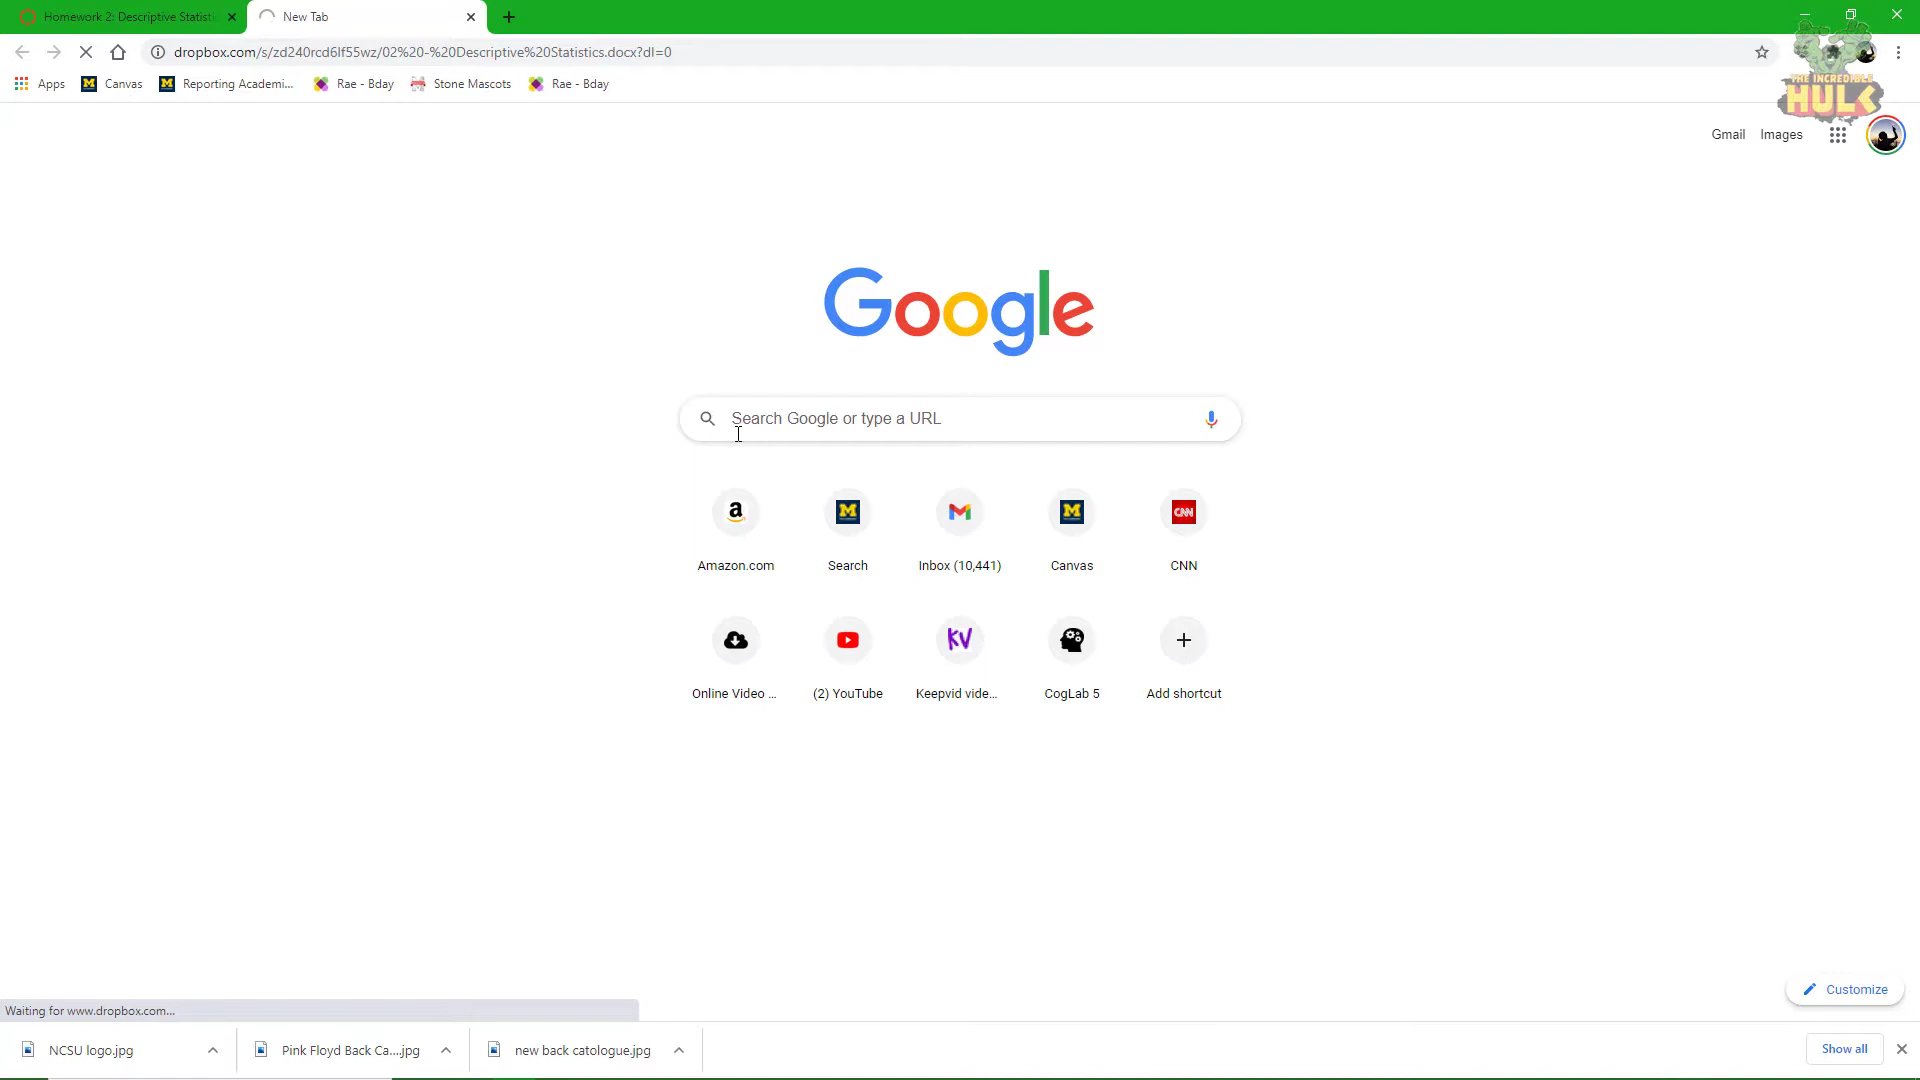 Homework 2: Descriptive Statisti
New Tab
dropbox.com/s/zd240rcd6lf55wz/02%20-%20Descriptive%20Statistics.docx?dl=0
Apps
Canvas
Reporting Academi...
Rae - Bday
Stone Mascots
Rae - Bday
THE INCREDIBLE
HULK
Gmail
Images
Google
Search Google or type a URL
Amazon.com
Search
Inbox (10,441)
Canvas
CNN
Online Video ...
(2) YouTube
Keepvid vide...
CogLab 5
Add shortcut
Customize
Waiting for www.dropbox.com...
NCSU logo.jpg
Pink Floyd Back Ca....jpg
new back catologue.jpg
Show all